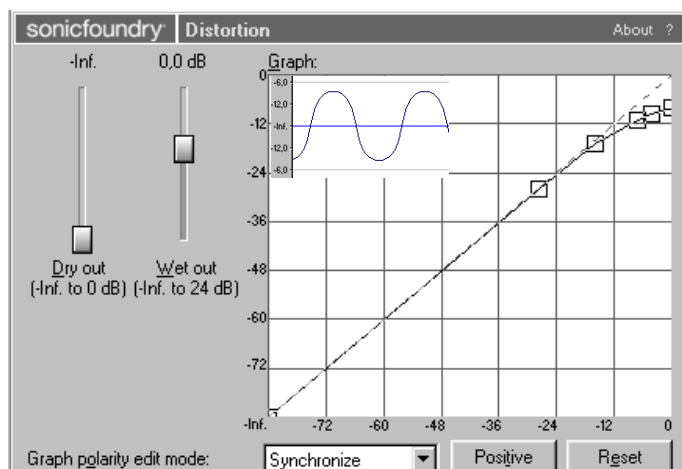 sonicfoundry Distortion About ?
-Inf. 0,0 dB Graph:
0
-6,0
-12,0
-Inf.
-12,0
-6,0
-12
-24
-36
-48
-60
-72
Dry out Wet out
(-Inf. to 0 dB) (-Inf. to 24 dB)
-Inf. -72 -60 -48 -36 -24 -12 0
Graph polarity edit mode: Synchronize Positive Reset